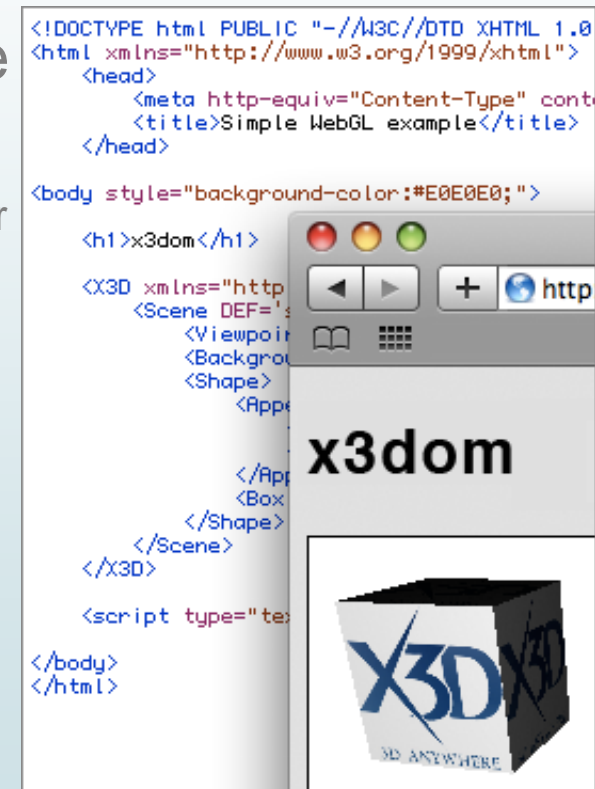 <!DOCTYPE html PUBLIC "-//W3C//DTD XHTML 1.0
<html xmlns="http://www.w3.org/1999/xhtml">
<head>
<meta http-equiv="Content-Type" cont
<title>Simple WebGL example</title>
</head>
<body style="background-color:#E0E0E0;">
<h1>x3dom</h1>
<X3D xmlns="http
<Scene DEF='s
<Viewpoin
<Backgrou
<Shape>
<Appe
</App
<Box
</Shape>
</Scene>
</X3D>
<script type="te
</body>
</html>
e
r
http
x3dom
X3D
3D ANYWHERE
X3D